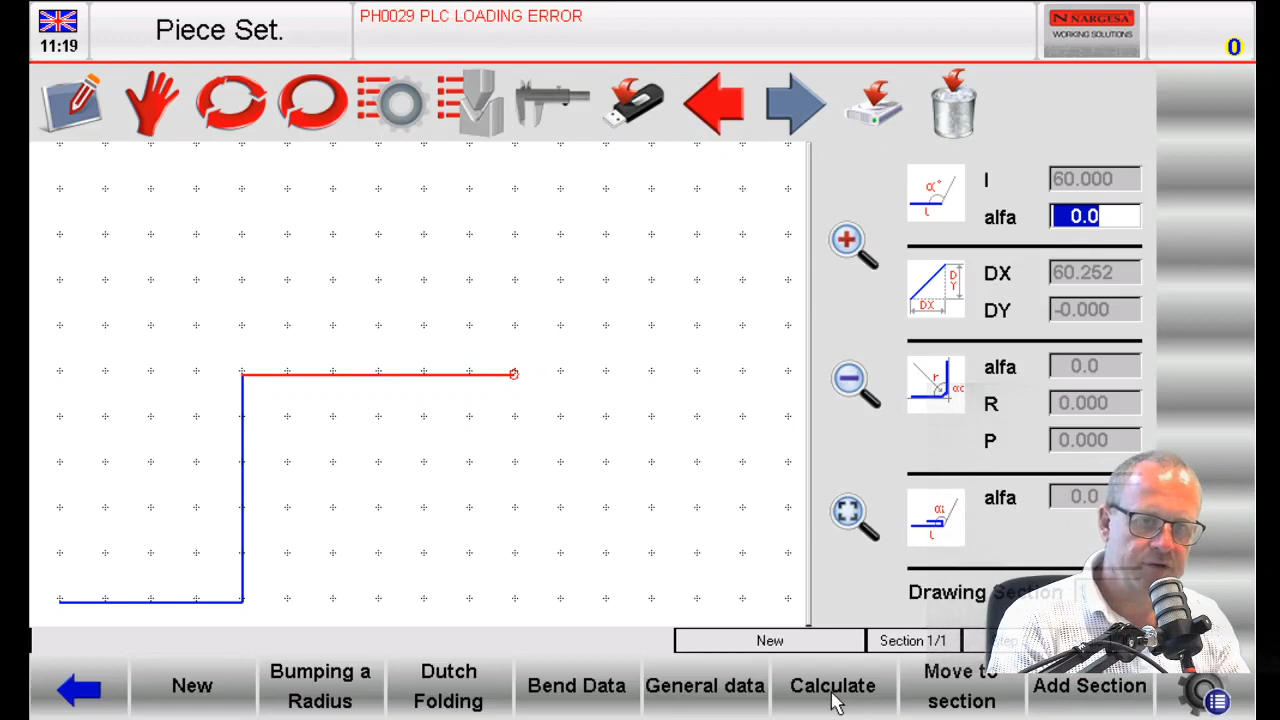 11:19
Piece Set.
PH0029 PLC LOADING ERROR
N NARGESA
WORKING SOLUTIONS
0
α°
l
l 60.000
alfa 0.0
D
Y
DX
DX 60.252
DY -0.000
r
alfa 0.0
R 0.000
P 0.000
l
alfa 0.0
Drawing Section
New
Section 1/1
New
Bumping a
Radius
Dutch
Folding
Bend Data
General data
Calculate
Move to
section
Add Section